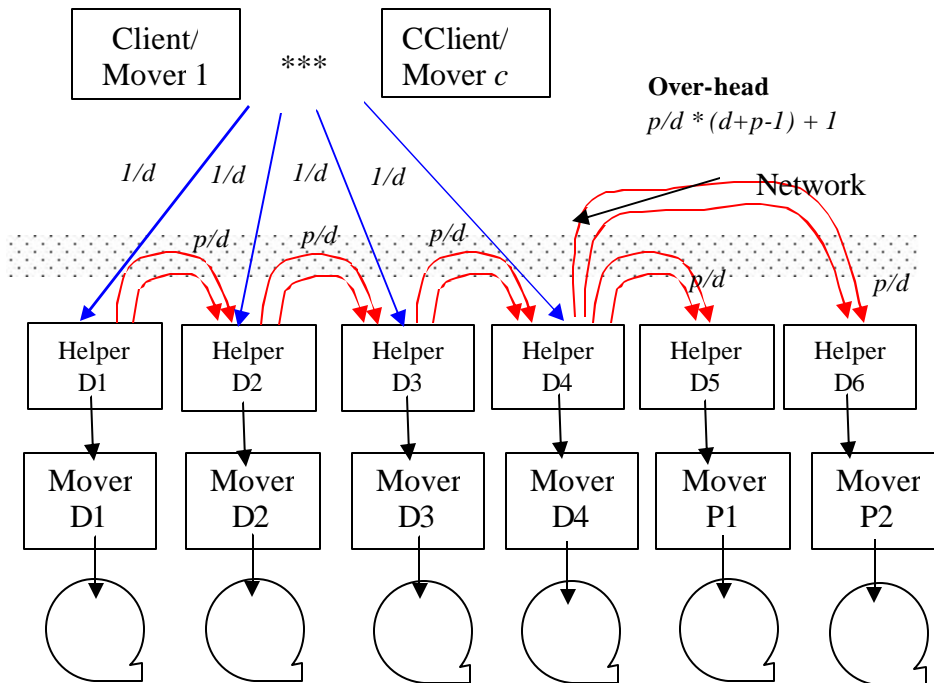 Client/
Mover 1
***
CClient/
Mover c
Over-head
p/d * (d+p-1) + 1
1/d
1/d
1/d
1/d
Network
p/d
p/d
p/d
p/d
p/d
Helper
D1
Helper
D2
Helper
D3
Helper
D4
Helper
D5
Helper
D6
Mover
D1
Mover
D2
Mover
D3
Mover
D4
Mover
P1
Mover
P2